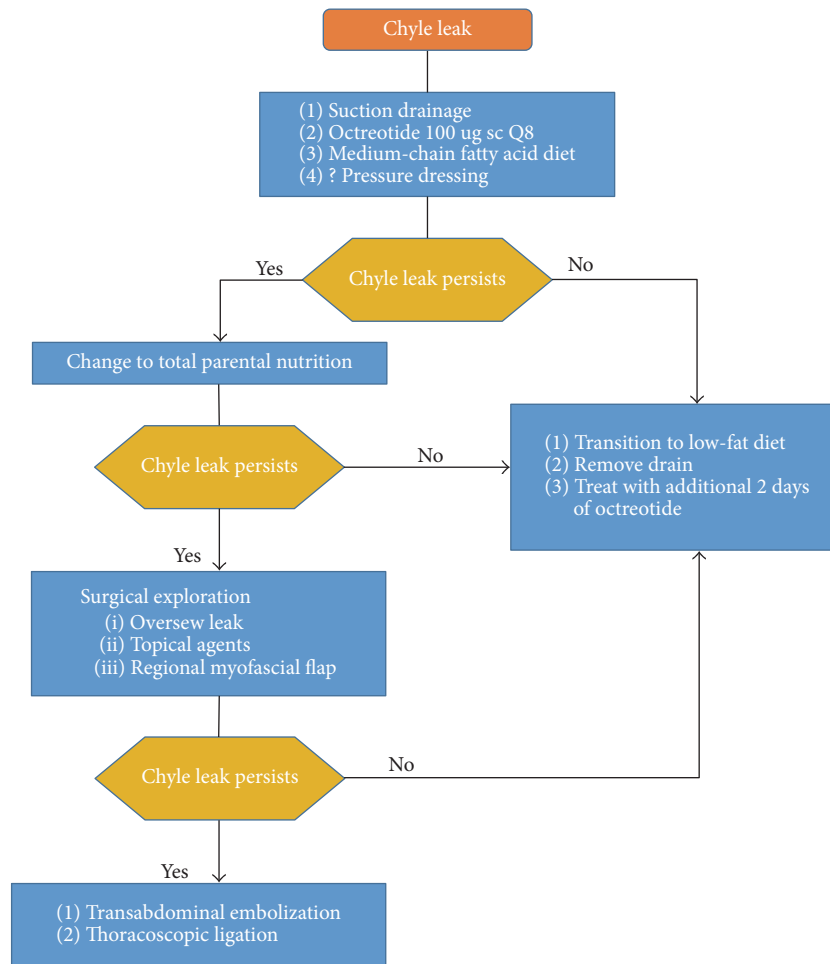 Chyle leak
(1) Suction drainage
(2) Octreotide 100 ug sc Q8
(3) Medium-chain fatty acid diet
(4) ? Pressure dressing
Yes
Chyle leak persists
No
Change to total parental nutrition
Chyle leak persists
No
(1) Transition to low-fat diet
(2) Remove drain
(3) Treat with additional 2 days
of octreotide
Yes
Surgical exploration
(i) Oversew leak
(ii) Topical agents
(iii) Regional myofascial flap
Chyle leak persists
No
Yes
(1) Transabdominal embolization
(2) Thoracoscopic ligation